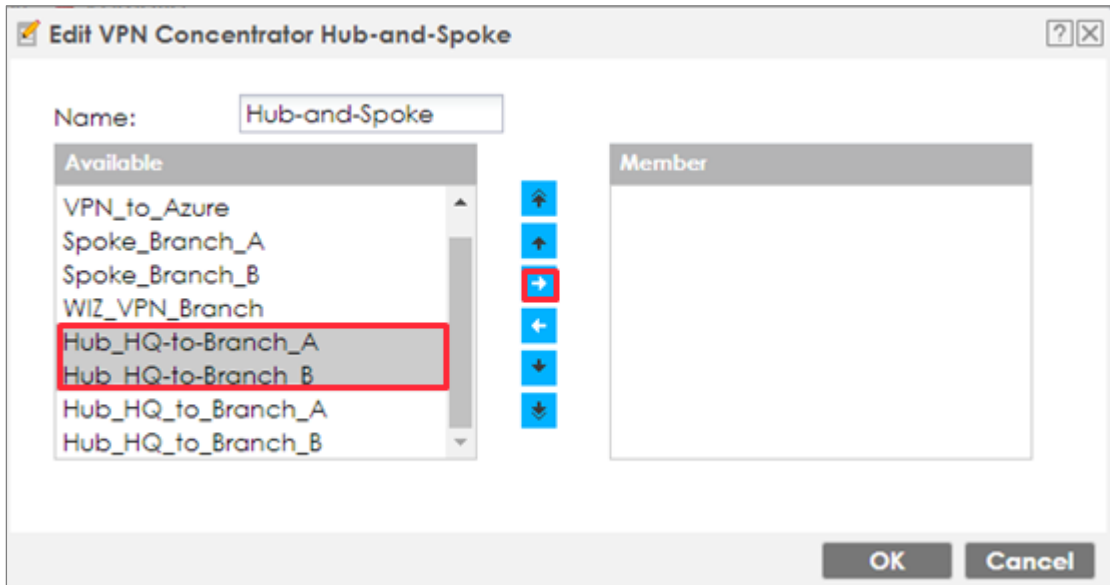 Edit VPN Concentrator Hub-and-Spoke
Name: Hub-and-Spoke
Available
VPN_to_Azure
Spoke_Branch_A
Spoke_Branch_B
WIZ_VPN_Branch
Hub_HQ-to-Branch_A
Hub_HQ-to-Branch_B
Hub_HQ_to_Branch_A
Hub_HQ_to_Branch_B
Member
OK Cancel